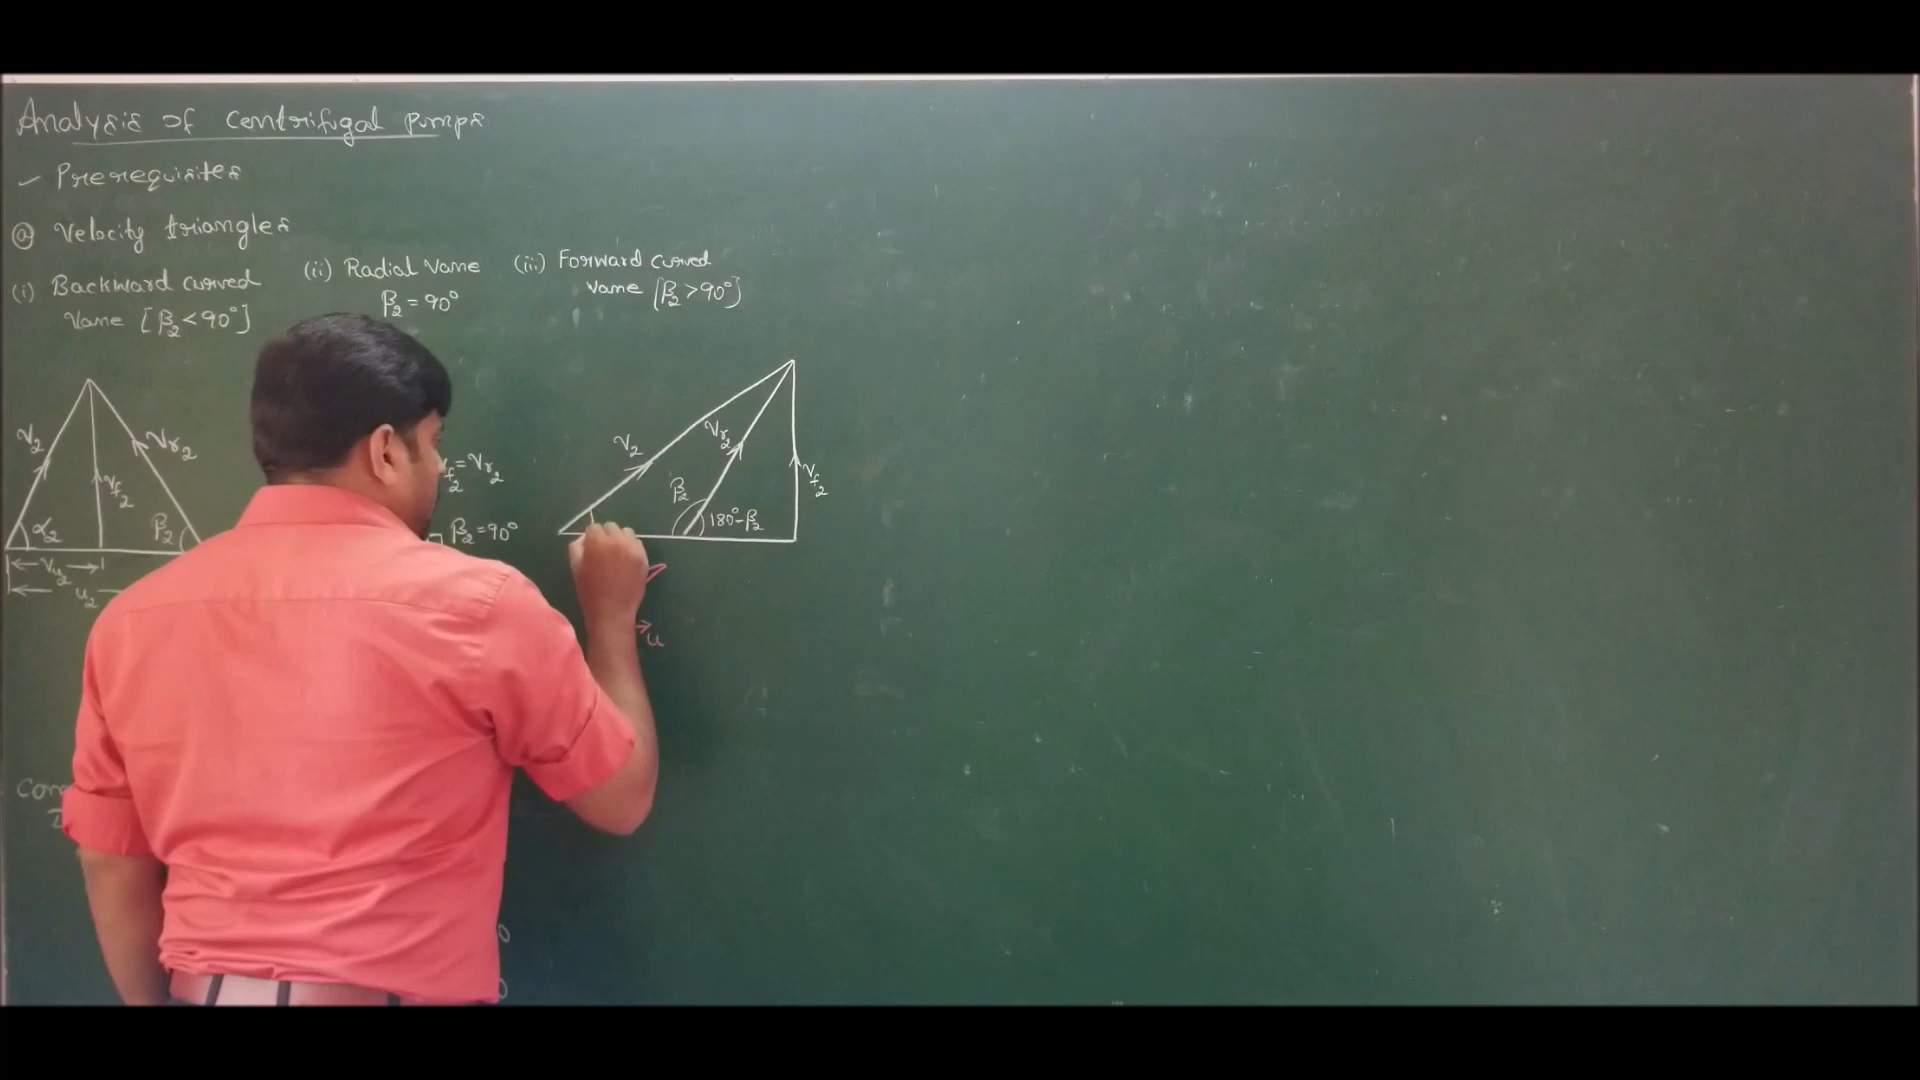 Analysis of centrifugal pumps
Prerequisites
ⓐ Velocity triangles
(i) Backward curved
Vane [β₂<90°]
(ii) Radial Vane
β₂ = 90°
(iii) Forward curved
Vane [β₂>90°]
V₂
Vr₂
Vf₂
α₂
β₂
Vu₂
u₂
Vf₂=Vr₂
β₂=90°
V₂
Vr₂
Vf₂
β₂
180°-β₂
u